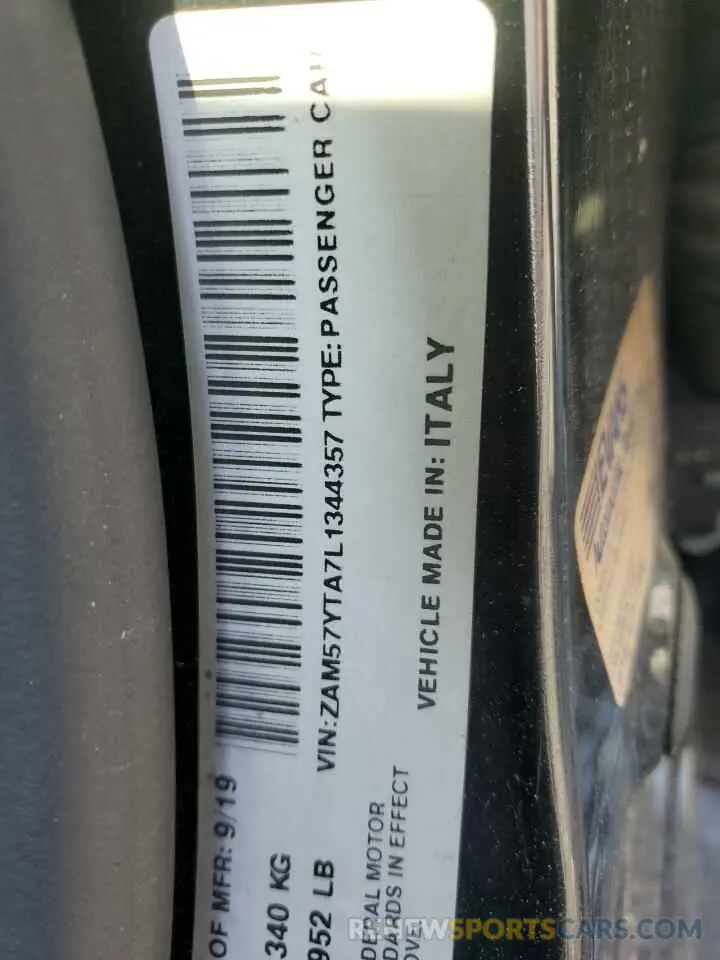 OF MFR: 9/19
340 KG
952 LB
VIN:ZAM57YTA7L1344357 TYPE:PASSENGER CAR
DERAL MOTOR
DARDS IN EFFECT
OVE.
VEHICLE MADE IN: ITALY
RENEWSPORTSCARS.COM